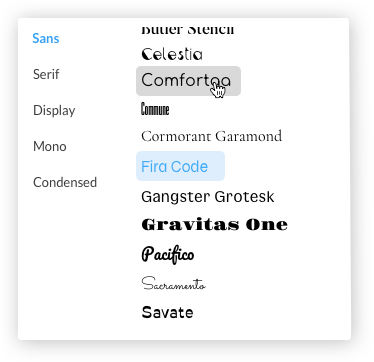 Sans
Serif
Display
Mono
Condensed
Butler Stencil
Celestia
Comfortaa
Commune
Cormorant Garamond
Fira Code
Gangster Grotesk
Gravitas One
Pacifico
Sacramento
Savate